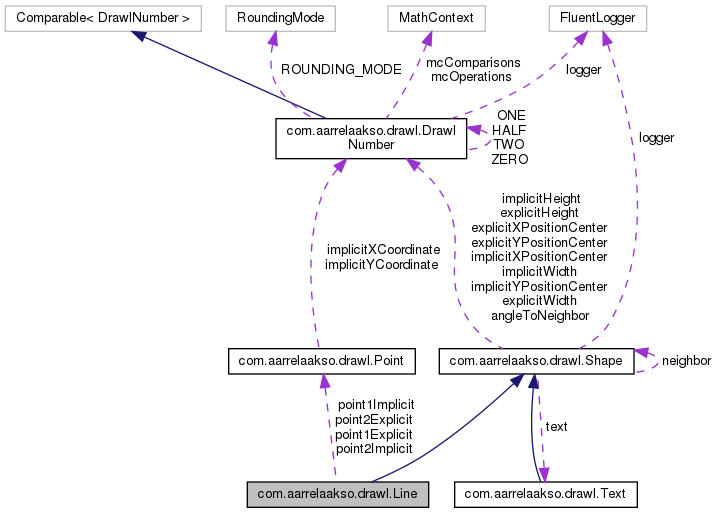 Comparable< DrawlNumber >
RoundingMode
MathContext
FluentLogger
ROUNDING_MODE
mcComparisons
mcOperations
logger
com.aarrelaakso.drawl.Drawl
Number
ONE
HALF
TWO
ZERO
logger
implicitXCoordinate
implicitYCoordinate
implicitHeight
explicitHeight
explicitXPositionCenter
explicitYPositionCenter
implicitXPositionCenter
implicitWidth
implicitYPositionCenter
explicitWidth
angleToNeighbor
com.aarrelaakso.drawl.Point
com.aarrelaakso.drawl.Shape
neighbor
point1Implicit
point2Explicit
point1Explicit
point2Implicit
text
com.aarrelaakso.drawl.Line
com.aarrelaakso.drawl.Text